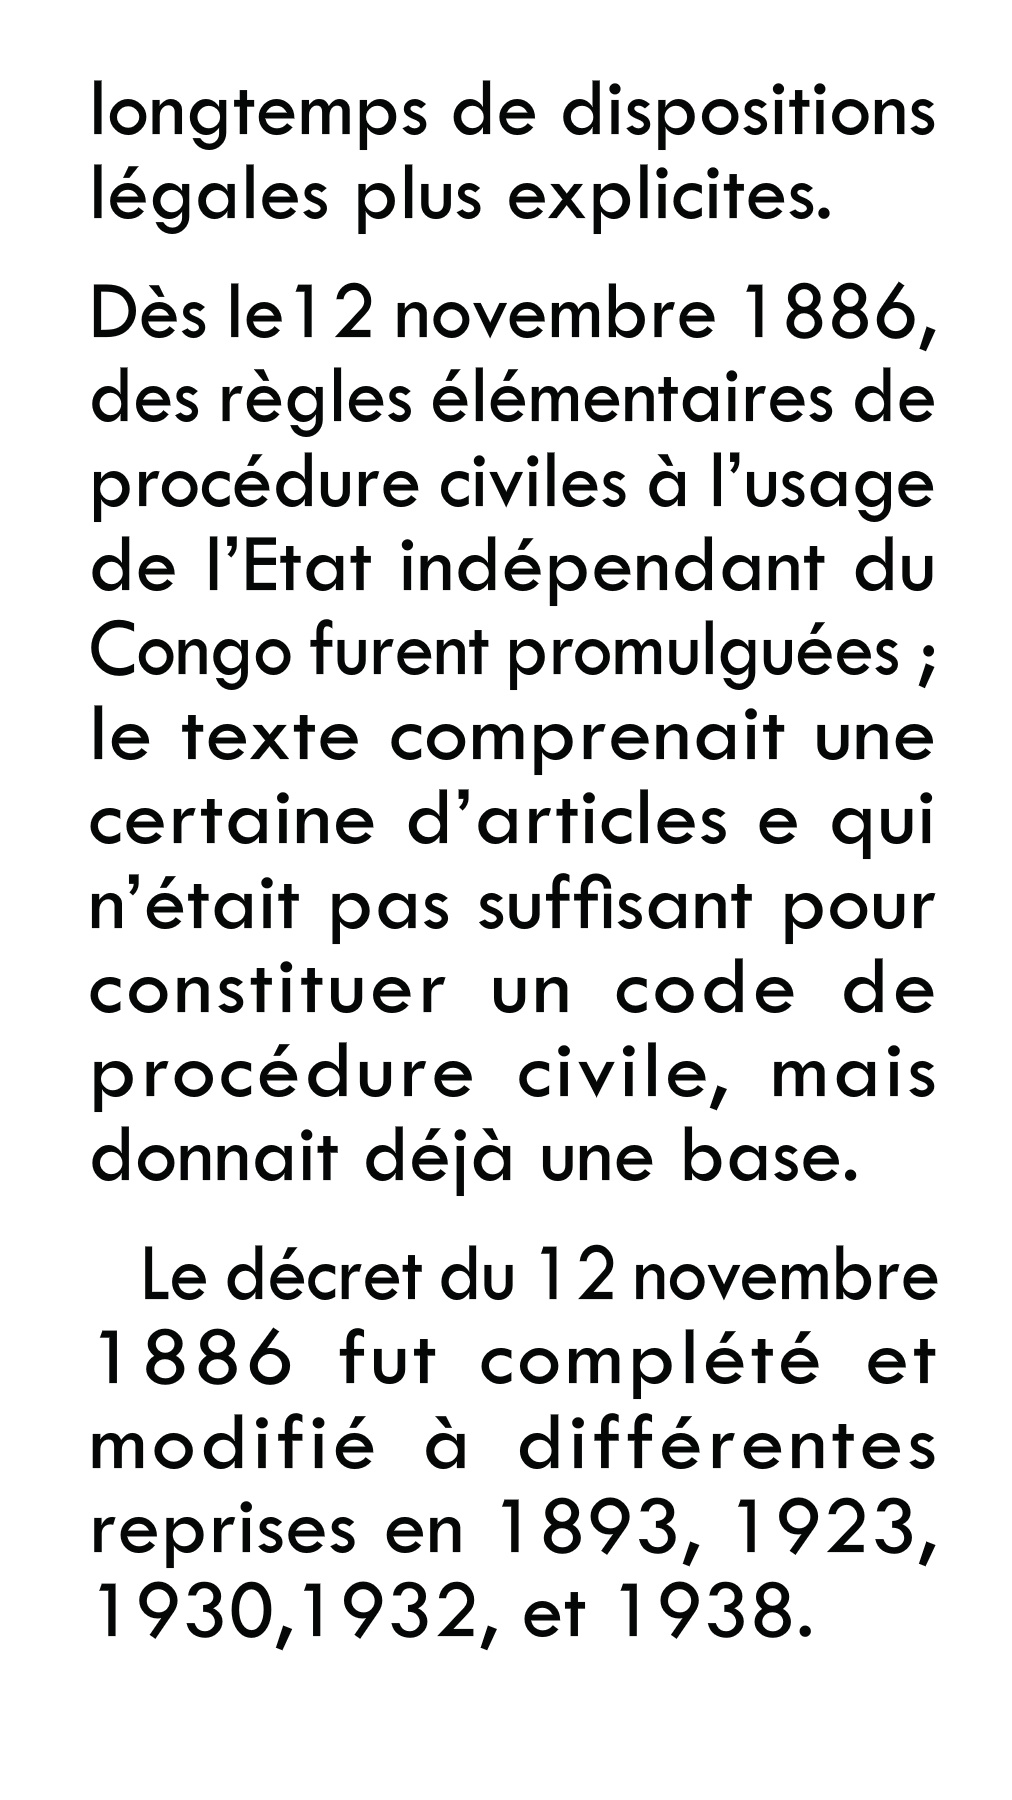 longtemps de dispositions
légales plus explicites.
Dès le12 novembre 1886,
des règles élémentaires de
procédure civiles à l’usage
de l’Etat indépendant du
Congo furent promulguées ;
le texte comprenait une
certaine d’articles e qui
n’était pas suffisant pour
constituer un code de
procédure civile, mais
donnait déjà une base.
Le décret du 12 novembre
1886 fut complété et
modifié à différentes
reprises en 1893, 1923,
1930,1932, et 1938.